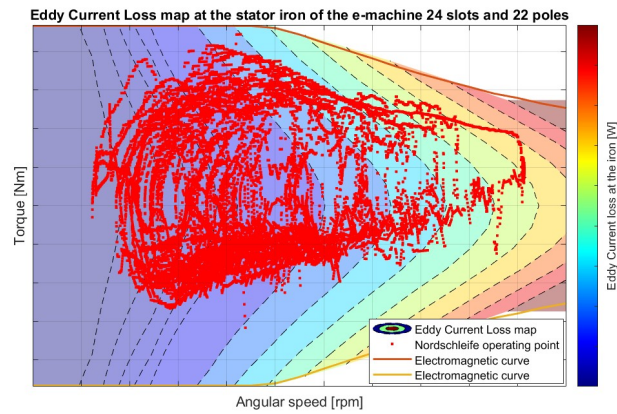 Eddy Current Loss map at the stator iron of the e-machine 24 slots and 22 poles
Torque [Nm]
Eddy Current loss at the iron [W]
Eddy Current Loss map
Nordschleife operating point
Electromagnetic curve
Electromagnetic curve
Angular speed [rpm]